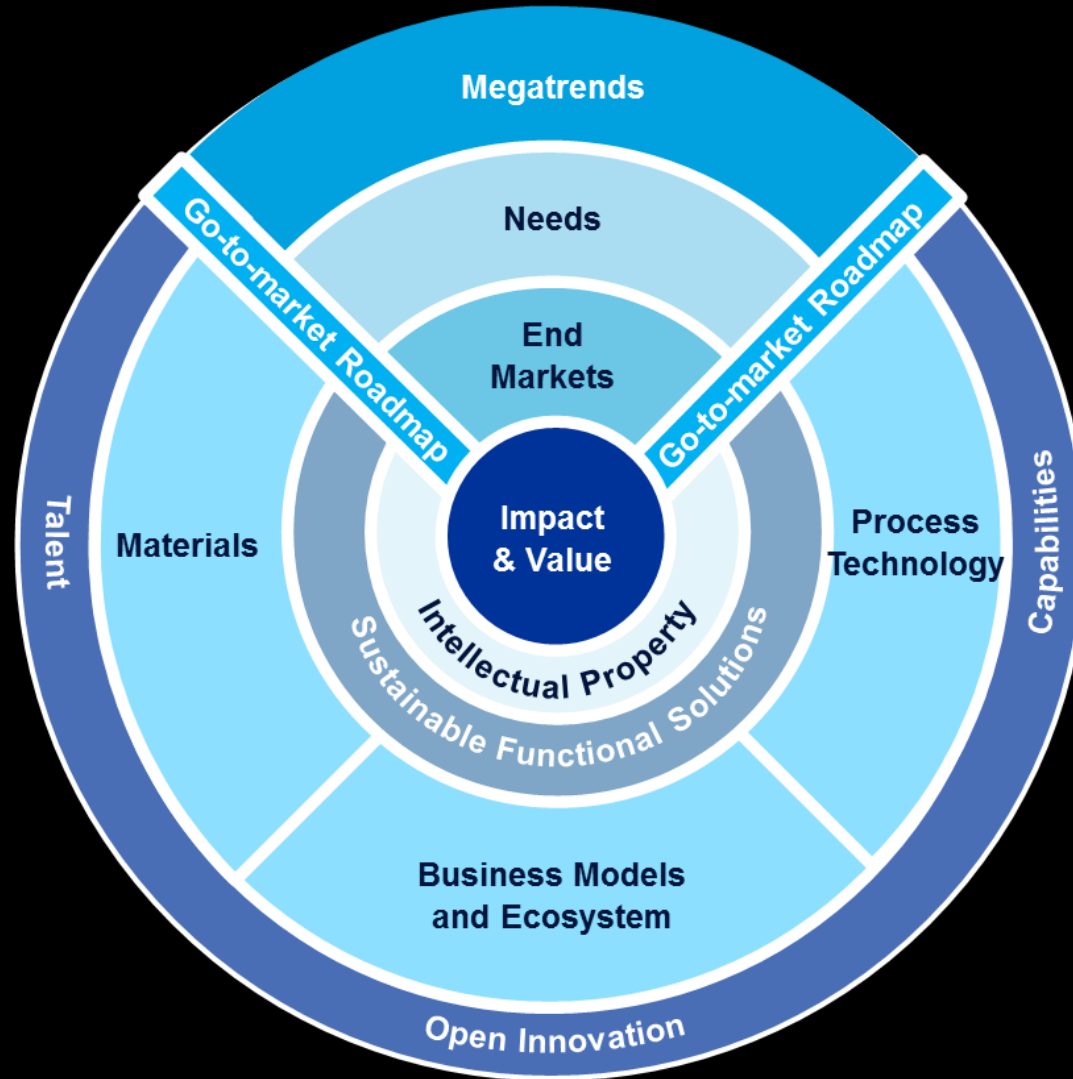 Megatrends
Needs
End
Markets
Go-to-market Roadmap
Go-to-market Roadmap
Impact
& Value
Talent
Materials
Process
Technology
Capabilities
Intellectual Property
Sustainable Functional Solutions
Business Models
and Ecosystem
Open Innovation